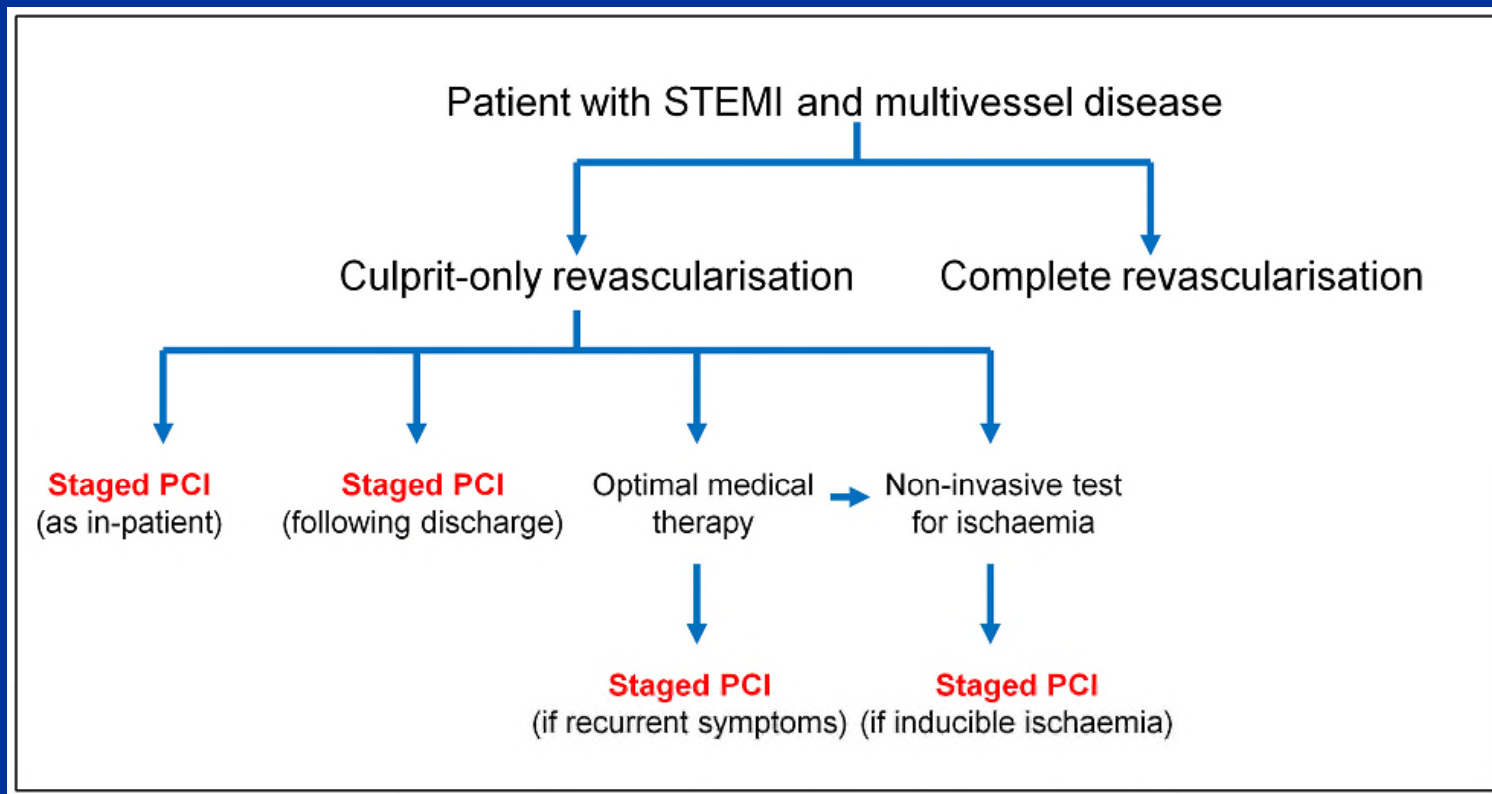 Patient with STEMI and multivessel disease
Culprit-only revascularisation
Complete revascularisation
Staged PCI
(as in-patient)
Staged PCI
(following discharge)
Optimal medical
therapy
Non-invasive test
for ischaemia
Staged PCI
(if recurrent symptoms)
Staged PCI
(if inducible ischaemia)